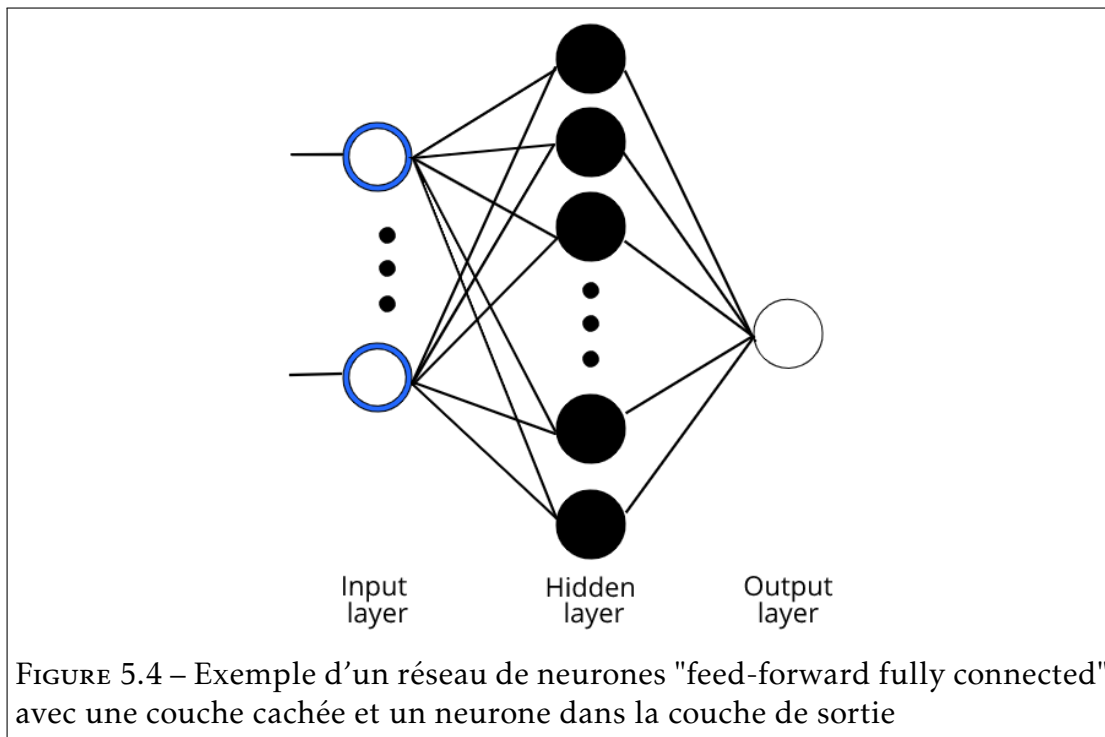 Input
layer
Hidden
layer
Output
layer
FIGURE 5.4 – Exemple d'un réseau de neurones "feed-forward fully connected"
avec une couche cachée et un neurone dans la couche de sortie